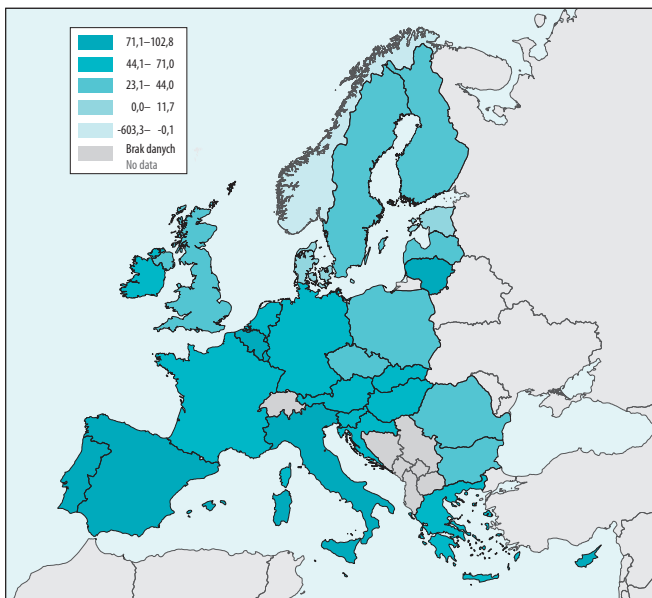 71,1–102,8
44,1– 71,0
23,1– 44,0
0,0– 11,7
-603,3– -0,1
Brak danych
No data